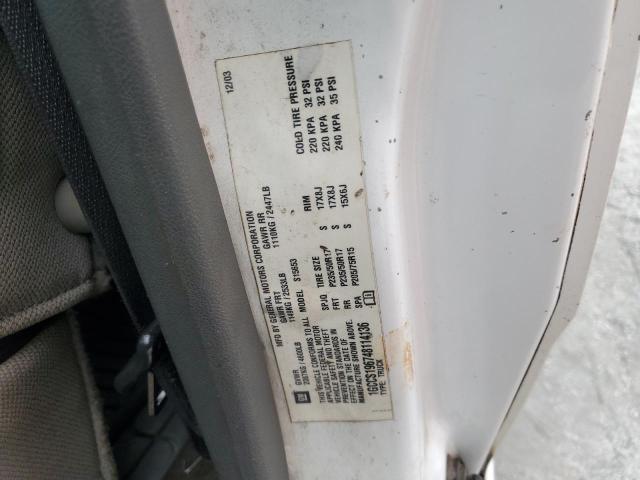 12/03
MFD BY GENERAL MOTORS CORPORATION
GVWR GAWR FRT GAWR RR
2087KG / 4600LB 1149KG / 2533LB 1110KG / 2447LB
THIS VEHICLE CONFORMS TO ALL
APPLICABLE FEDERAL MOTOR
VEHICLE SAFETY AND THEFT
PREVENTION STANDARDS IN
EFFECT ON THE DATE OF
MANUFACTURE SHOWN ABOVE.
MODEL S15653
TIRE SIZE RIM COLD TIRE PRESSURE
SPJQ P235/50R17 S 17X8J 220 KPA 32 PSI
FRT P235/50R17 S 17X8J 220 KPA 32 PSI
RR
SPA P205/75R15 S 15X6J 240 KPA 35 PSI
1GCCS196748114136
TYPE: TRUCK
GM